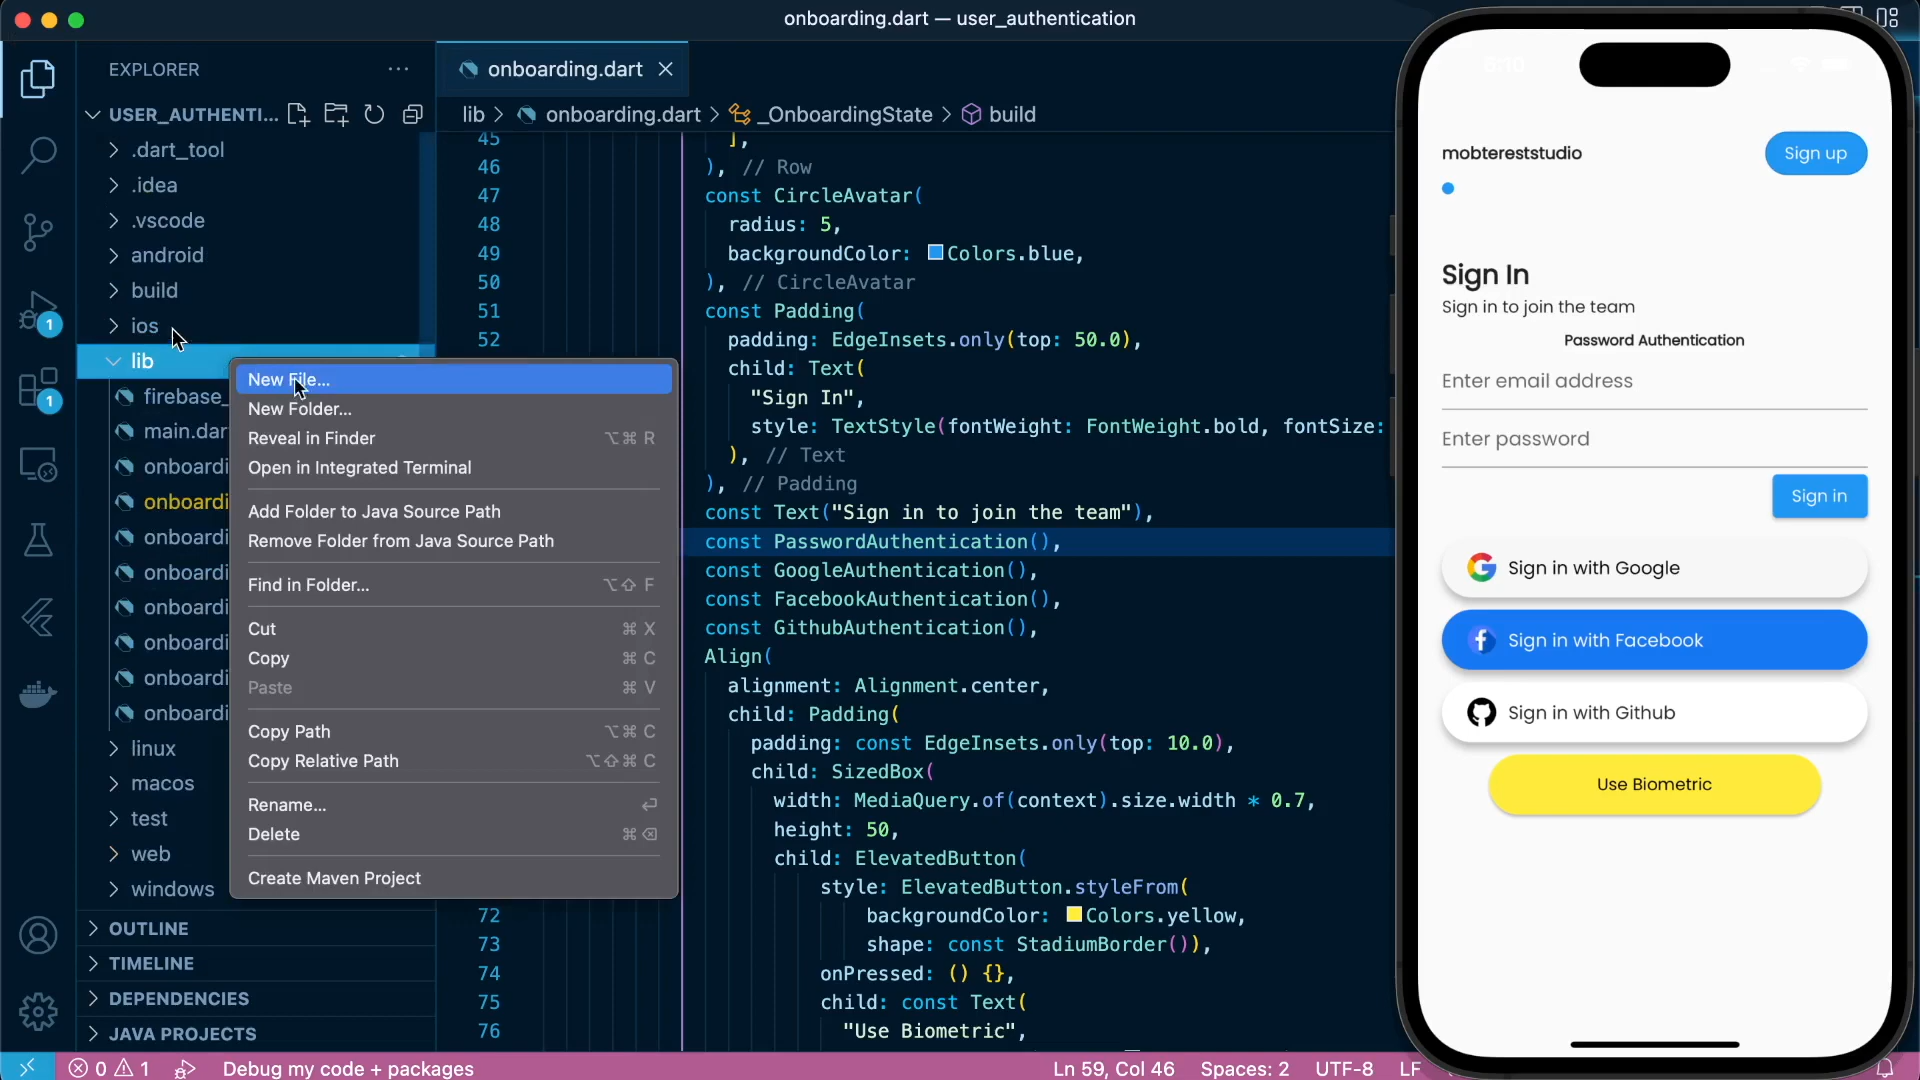 onboarding.dart — user_authentication
EXPLORER
USER_AUTHENTI...
.dart_tool
.idea
.vscode
android
build
ios
lib
firebase_
main.dar
onboardi
onboardi
onboardi
onboardi
onboardi
onboardi
onboardi
onboardi
linux
macos
test
web
windows
OUTLINE
TIMELINE
DEPENDENCIES
JAVA PROJECTS
1
1
New File...
New Folder...
Reveal in Finder ⌥⌘ R
Open in Integrated Terminal
Add Folder to Java Source Path
Remove Folder from Java Source Path
Find in Folder... ⌥⇧ F
Cut ⌘ X
Copy ⌘ C
Paste ⌘ V
Copy Path ⌥⌘ C
Copy Relative Path ⌥⇧⌘ C
Rename... ⏎
Delete ⌘⌫
Create Maven Project
onboarding.dart
lib > onboarding.dart > _OnboardingState > build
45 ],
46 ), // Row
47 const CircleAvatar(
48 radius: 5,
49 backgroundColor: Colors.blue,
50 ), // CircleAvatar
51 const Padding(
52 padding: EdgeInsets.only(top: 50.0),
child: Text(
"Sign In",
style: TextStyle(fontWeight: FontWeight.bold, fontSize:
), // Text
), // Padding
const Text("Sign in to join the team"),
const PasswordAuthentication(),
const GoogleAuthentication(),
const FacebookAuthentication(),
const GithubAuthentication(),
Align(
alignment: Alignment.center,
child: Padding(
padding: const EdgeInsets.only(top: 10.0),
child: SizedBox(
width: MediaQuery.of(context).size.width * 0.7,
height: 50,
child: ElevatedButton(
style: ElevatedButton.styleFrom(
72 backgroundColor: Colors.yellow,
73 shape: const StadiumBorder()),
74 onPressed: () {},
75 child: const Text(
76 "Use Biometric",
mobtereststudio
Sign up
Sign In
Sign in to join the team
Password Authentication
Enter email address
Enter password
Sign in
Sign in with Google
Sign in with Facebook
Sign in with Github
Use Biometric
0 1 Debug my code + packages
Ln 59, Col 46 Spaces: 2 UTF-8 LF